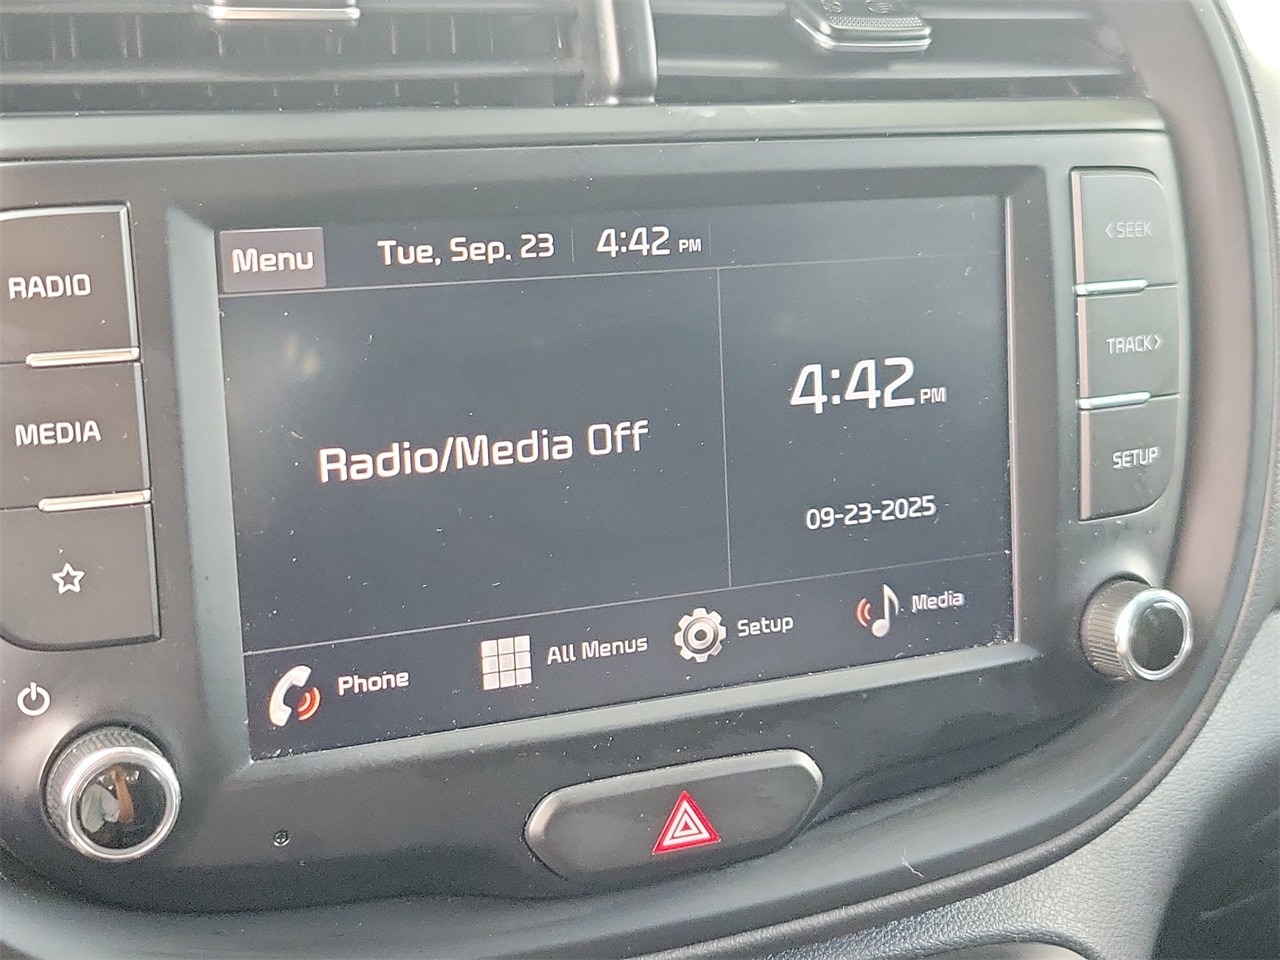 RADIO
MEDIA
Menu
Tue, Sep. 23
4:42 PM
Radio/Media Off
4:42 PM
09-23-2025
Phone
All Menus
Setup
Media
<SEEK
TRACK>
SETUP